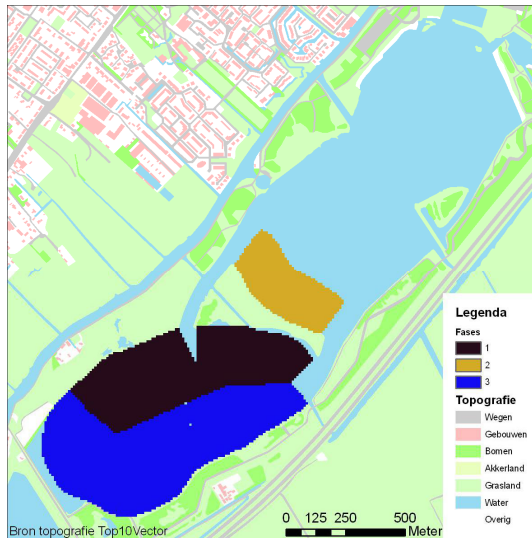 Legenda
Fases
1
2
3
Topografie
Wegen
Gebouwen
Bomen
Akkerland
Grasland
Water
Overig
0 125 250 500
Meter
Bron topografie Top10Vector